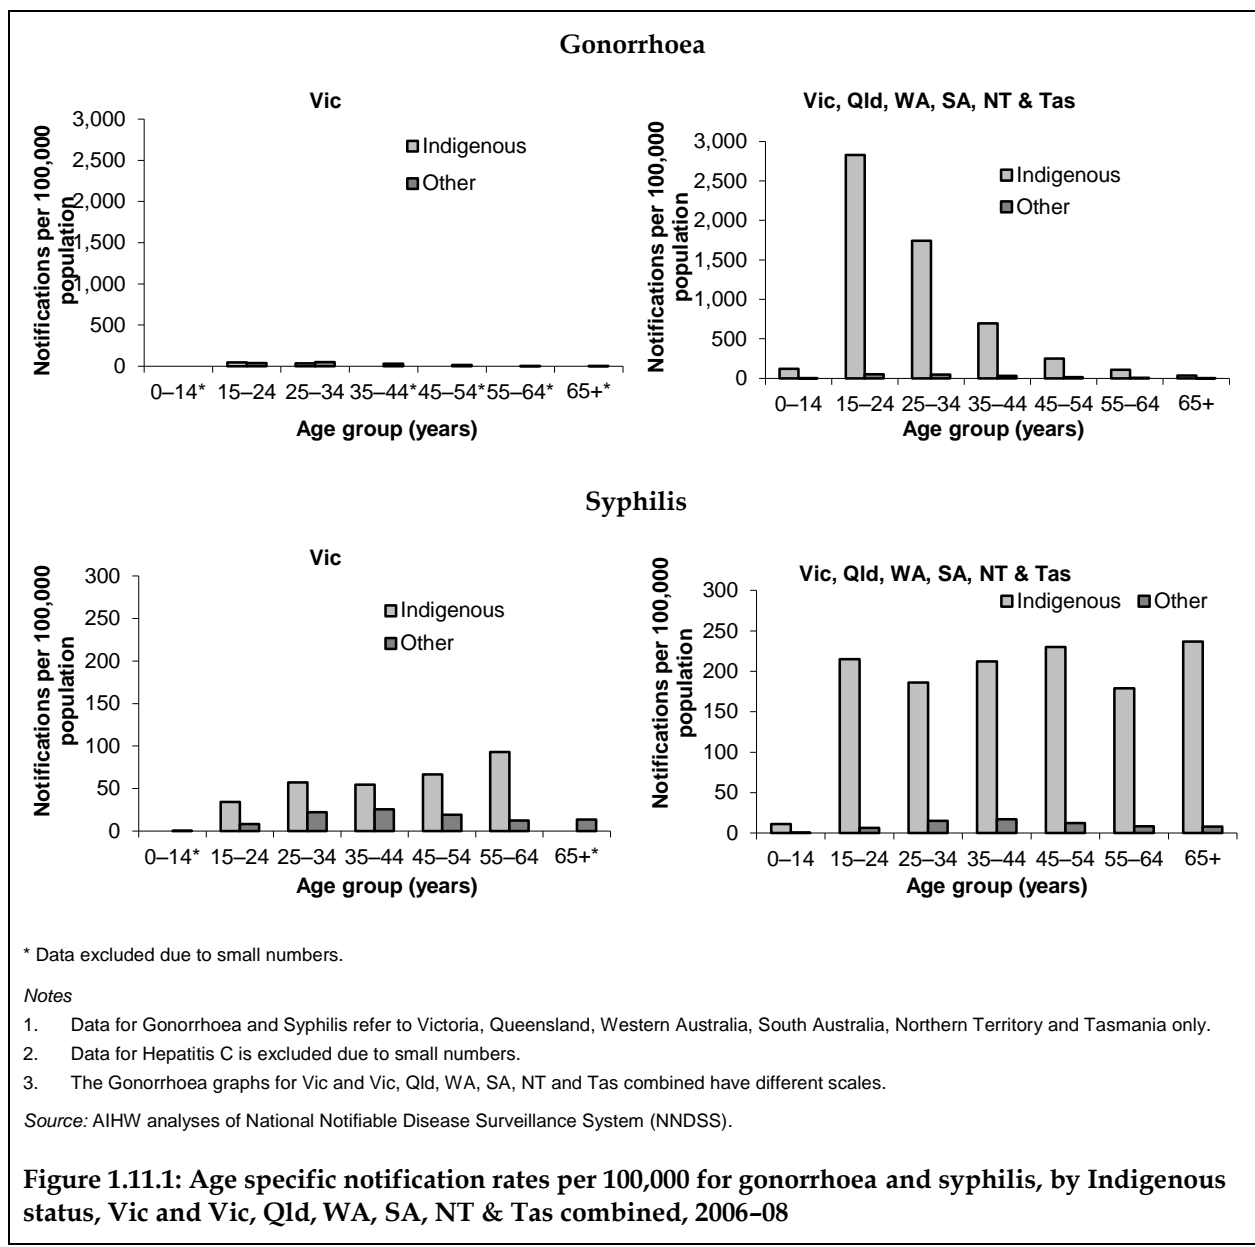 Gonorrhoea
Vic
Notifications per 100,000
population
3,000
2,500
2,000
1,500
1,000
500
0
Indigenous
Other
0–14*
15–24
25–34
35–44*
45–54*
55–64*
65+*
Age group (years)
Vic, Qld, WA, SA, NT & Tas
Notifications per 100,000
population
3,000
2,500
2,000
1,500
1,000
500
0
Indigenous
Other
0–14
15–24
25–34
35–44
45–54
55–64
65+
Age group (years)
Syphilis
Vic
Notifications per 100,000
population
300
250
200
150
100
50
0
Indigenous
Other
0–14*
15–24
25–34
35–44
45–54
55–64
65+*
Age group (years)
Vic, Qld, WA, SA, NT & Tas
Notifications per 100,000
population
300
250
200
150
100
50
0
Indigenous
Other
0–14
15–24
25–34
35–44
45–54
55–64
65+
Age group (years)
* Data excluded due to small numbers.
Notes
1. Data for Gonorrhoea and Syphilis refer to Victoria, Queensland, Western Australia, South Australia, Northern Territory and Tasmania only.
2. Data for Hepatitis C is excluded due to small numbers.
3. The Gonorrhoea graphs for Vic and Vic, Qld, WA, SA, NT and Tas combined have different scales.
Source: AIHW analyses of National Notifiable Disease Surveillance System (NNDSS).
Figure 1.11.1: Age specific notification rates per 100,000 for gonorrhoea and syphilis, by Indigenous
status, Vic and Vic, Qld, WA, SA, NT & Tas combined, 2006–08